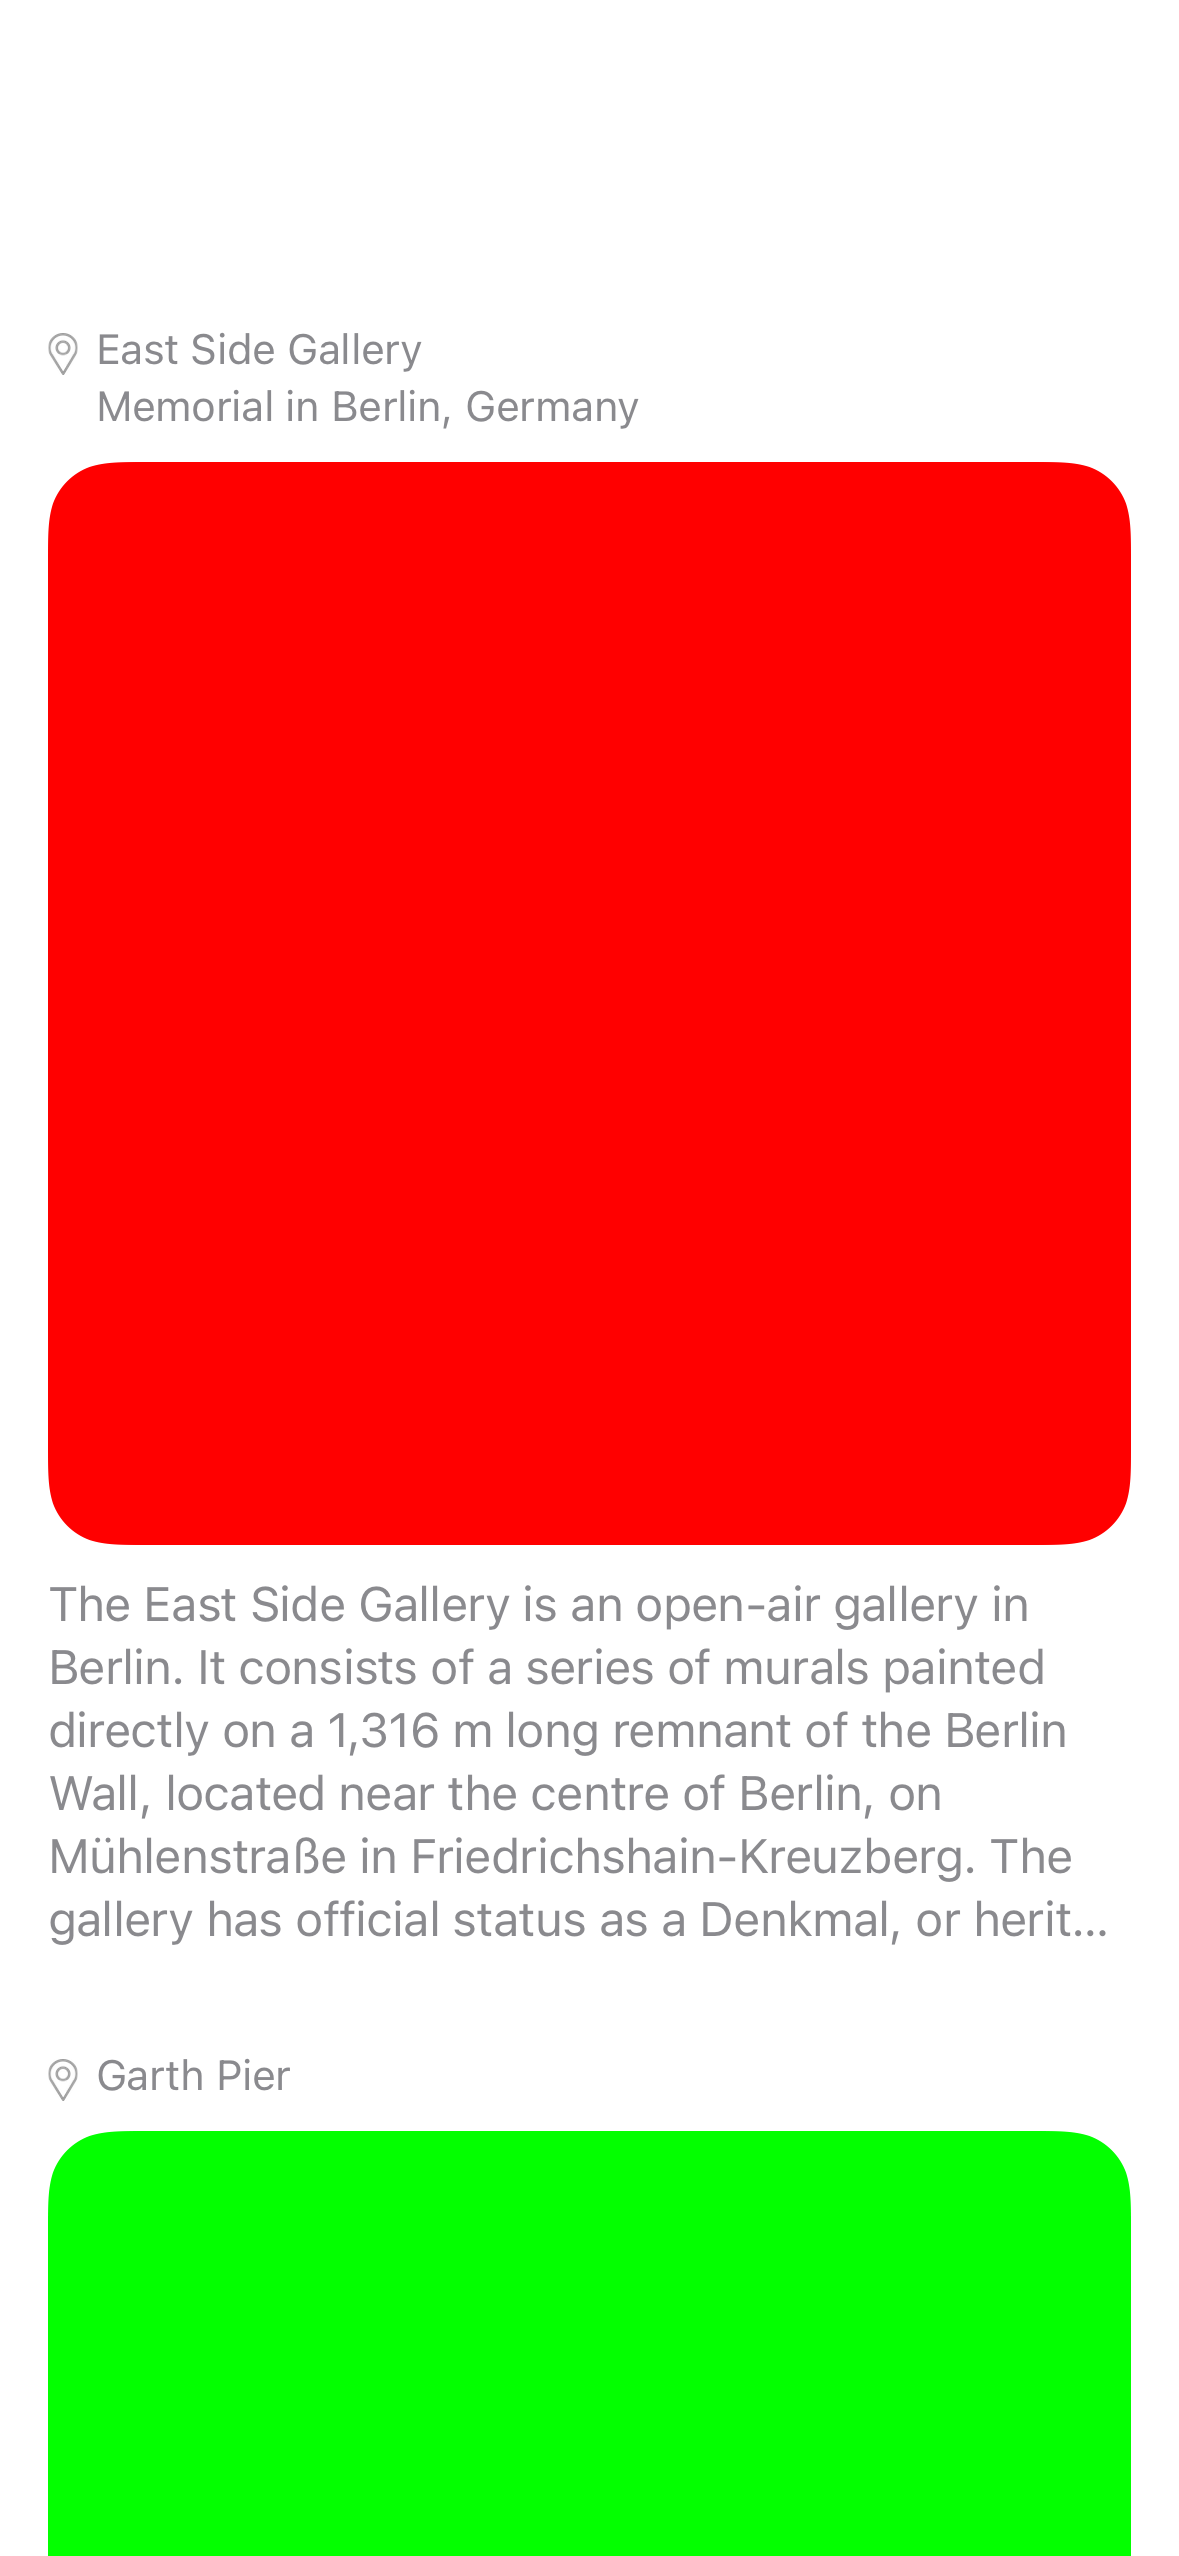 East Side Gallery
Memorial in Berlin, Germany
The East Side Gallery is an open-air gallery in
Berlin. It consists of a series of murals painted
directly on a 1,316 m long remnant of the Berlin
Wall, located near the centre of Berlin, on
Mühlenstraße in Friedrichshain-Kreuzberg. The
gallery has official status as a Denkmal, or herit...
Garth Pier